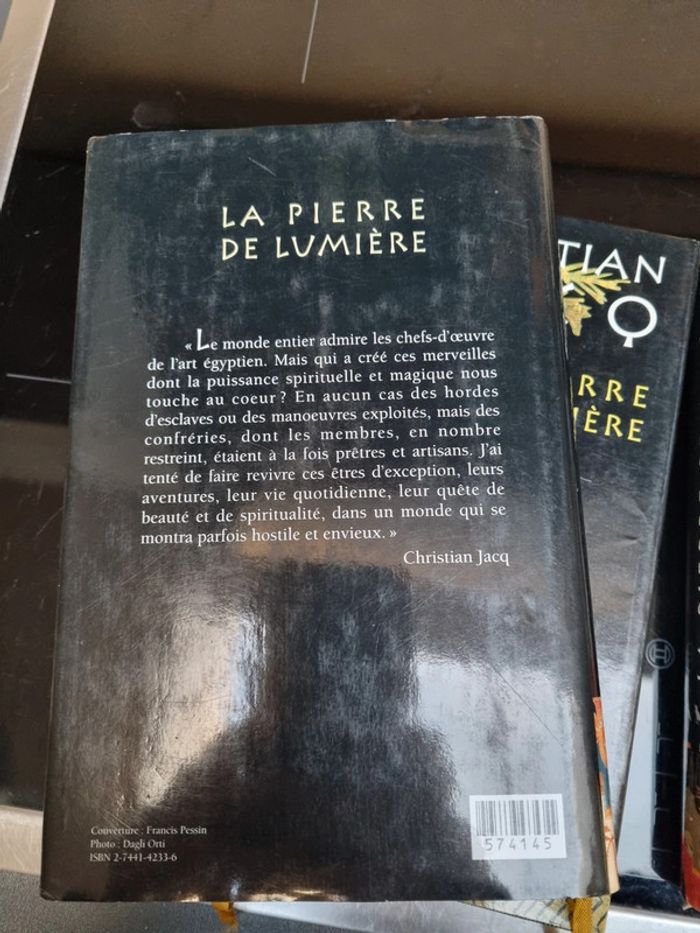 LA PIERRE
DE LUMIÈRE
« Le monde entier admire les chefs-d'œuvre
de l'art égyptien. Mais qui a créé ces merveilles
dont la puissance spirituelle et magique nous
touche au coeur ? En aucun cas des hordes
d'esclaves ou des manoeuvres exploités, mais des
confréries, dont les membres, en nombre
restreint, étaient à la fois prêtres et artisans. J'ai
tenté de faire revivre ces êtres d'exception, leurs
aventures, leur vie quotidienne, leur quête de
beauté et de spiritualité, dans un monde qui se
montra parfois hostile et envieux. »
Christian Jacq
Couverture : Francis Pessin
Photo : Dagli Orti
ISBN 2-7441-4233-6
574145
TIAN
Q
RRE
IÈRE